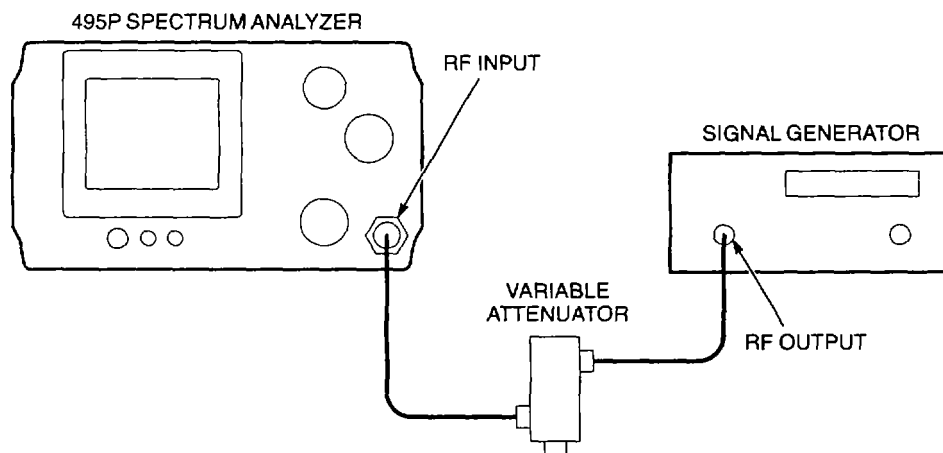 495P SPECTRUM ANALYZER
RF INPUT
SIGNAL GENERATOR
VARIABLE
ATTENUATOR
RF OUTPUT